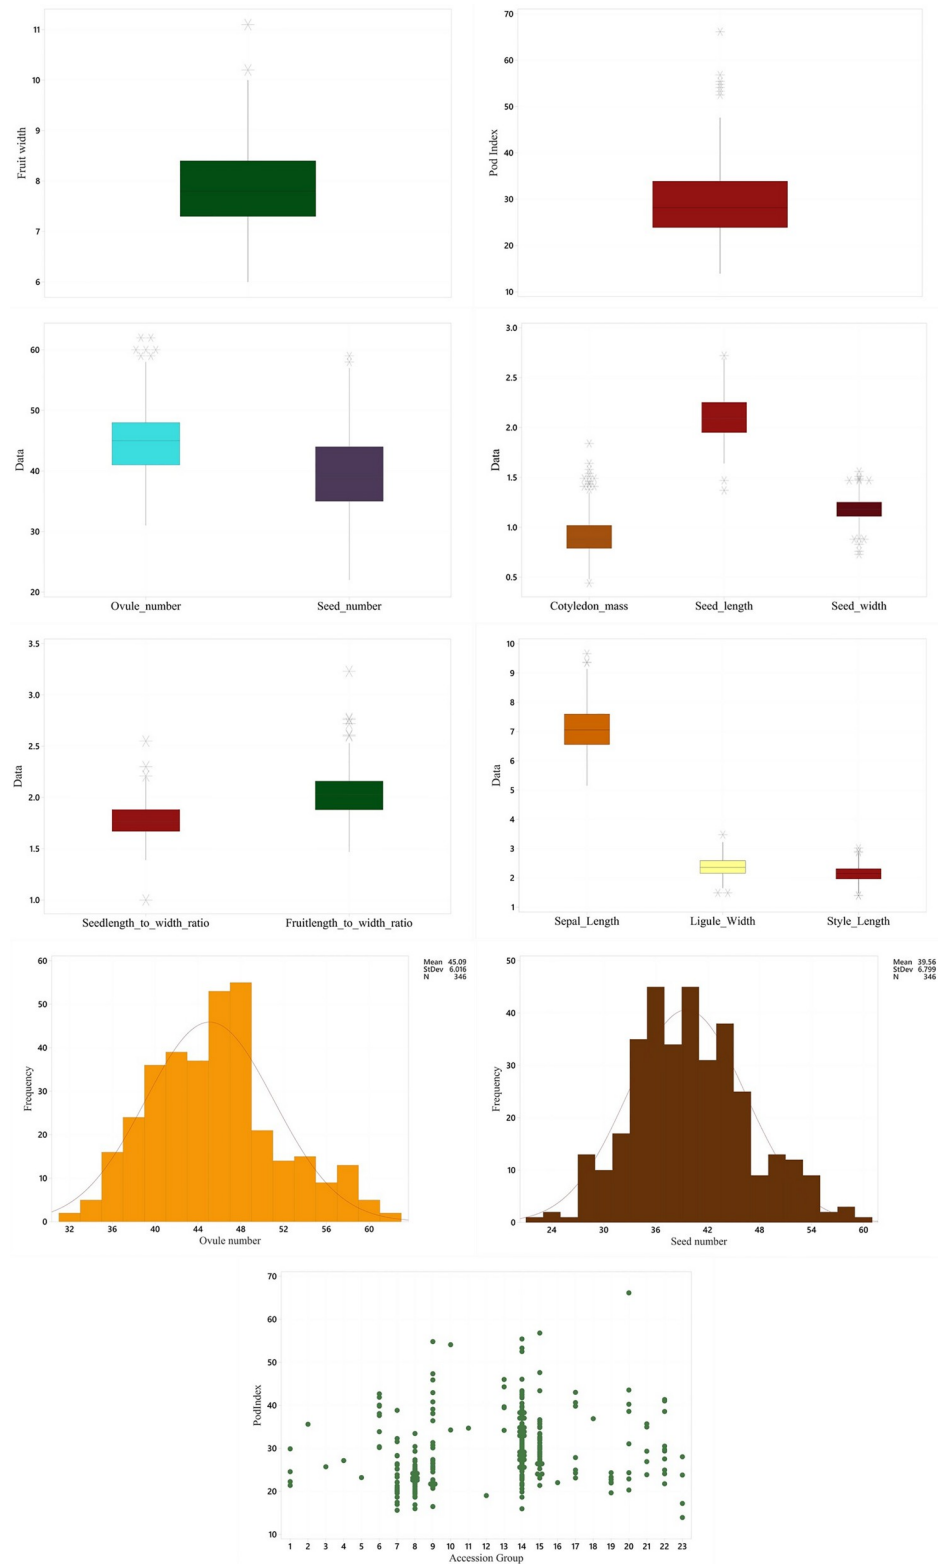 11
10
9
8
7
6
Fruit width
70
60
50
40
30
20
10
Pod Index
60
50
40
30
20
Data
Ovule_number Seed_number
3.0
2.5
2.0
1.5
1.0
0.5
Data
Cotyledon_mass Seed_length Seed_width
3.5
3.0
2.5
2.0
1.5
1.0
Data
Seedlength_to_width_ratio Fruitlength_to_width_ratio
10
9
8
7
6
5
4
3
2
1
Data
Sepal_Length Ligule_Width Style_Length
Mean 45.09
StDev 6.016
N 346
60
50
40
30
20
10
0
Frequency
32 36 40 44 48 52 56 60
Ovule number
Mean 39.56
StDev 6.799
N 346
50
40
30
20
10
0
Frequency
24 30 36 42 48 54 60
Seed number
70
60
50
40
30
20
10
PodIndex
1 2 3 4 5 6 7 8 9 10 11 12 13 14 15 16 17 18 19 20 21 22 23
Accession Group